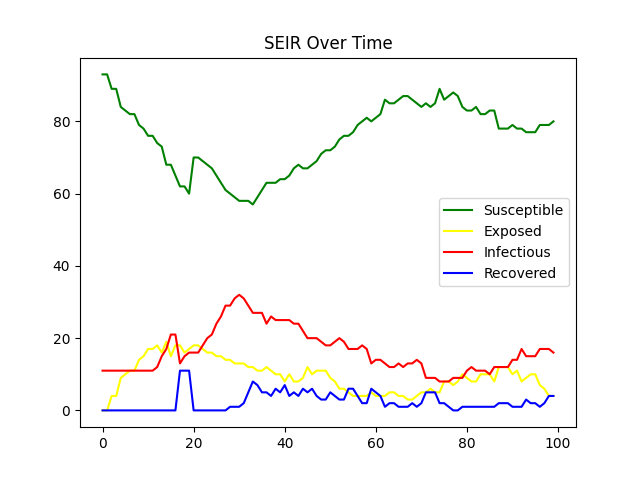 SEIR Over Time
80
60
40
20
0
Susceptible
Exposed
Infectious
Recovered
0 20 40 60 80 100